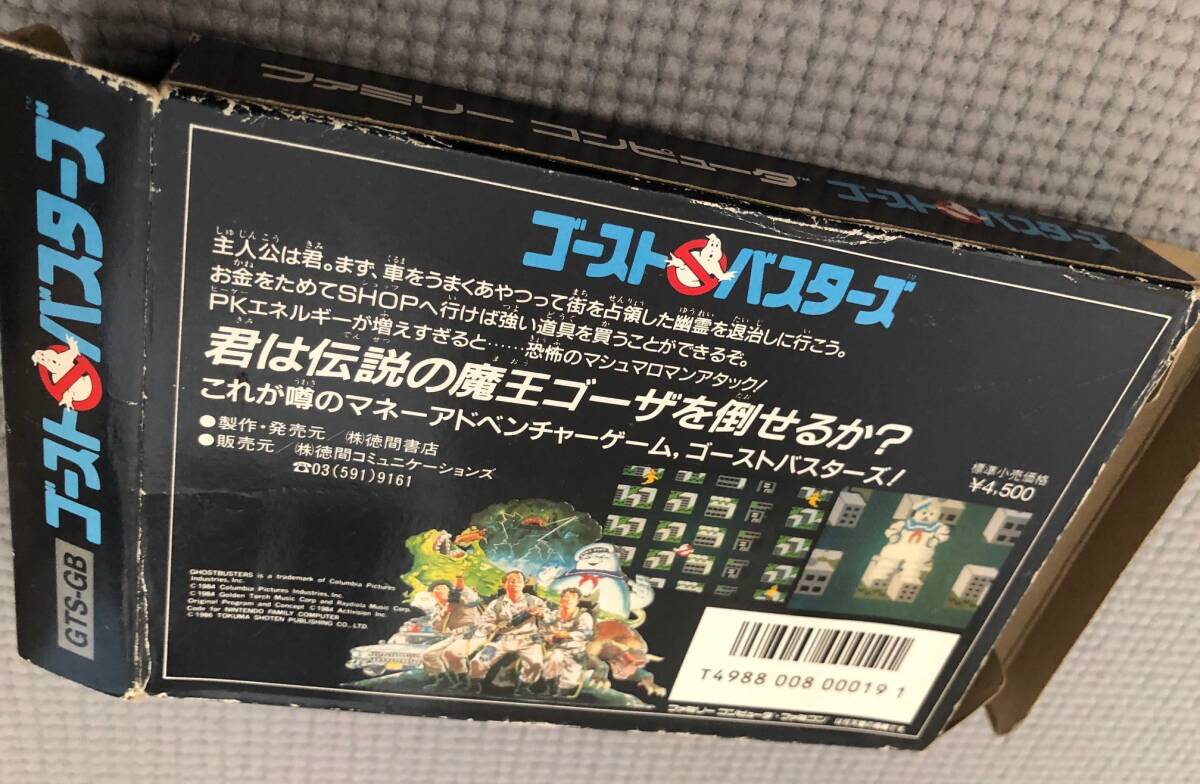 ファミリー コンピュータ
ゴーストバスターズ
ゴーストバスターズ
GTS-GB
ゴーストバスターズ
主人公は君。まず、車をうまくあやつって街を占領した幽霊を退治しに行こう。
お金をためてSHOPへ行けば強い道具を買うことができるぞ。
PKエネルギーが増えすぎると……恐怖のマシュマロマンアタック!
君は伝説の魔王ゴーザを倒せるか?
これが噂のマネーアドベンチャーゲーム,ゴーストバスターズ!
●製作・発売元/㈱徳間書店
●販売元/㈱徳間コミュニケーションズ
☎03(591)9161
標準小売価格
¥4,500
GHOSTBUSTERS is a trademark of Columbia Pictures
Industries, Inc.
© 1984 Columbia Pictures Industries, Inc.
© 1984 Golden Torch Music Corp and Raydiola Music Corp.
Original Program and Concept © 1984 Activision Inc.
Code for NINTENDO FAMILY COMPUTER
© 1986 TOKUMA SHOTEN PUBLISHING CO., LTD.
T4988 008 000191
ファミリー コンピュータ・ファミコン